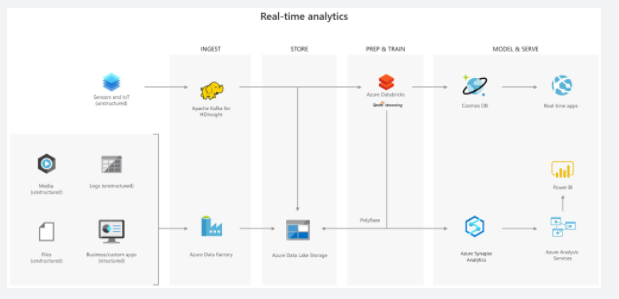 Real-time analytics
INGEST
STORE
PREP & TRAIN
MODEL & SERVE
Sensors and IoT
(unstructured)
Apache Kafka for
HDInsight
Azure Databricks
Spark streaming
Cosmos DB
Real-time apps
Media
(unstructured)
Logs (unstructured)
Power BI
Files
(unstructured)
Business/custom apps
(structured)
Azure Data Factory
Azure Data Lake Storage
PolyBase
Azure Synapse
Analytics
Azure Analysis
Services